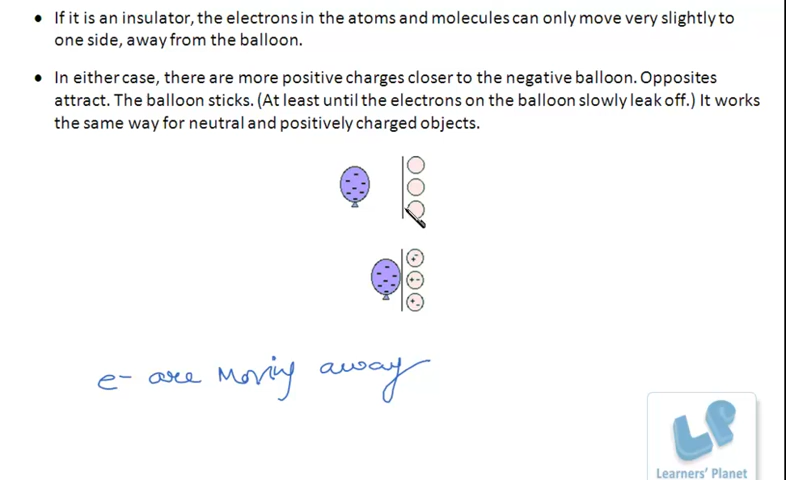 If it is an insulator, the electrons in the atoms and molecules can only move very slightly to
one side, away from the balloon.
In either case, there are more positive charges closer to the negative balloon. Opposites
attract. The balloon sticks. (At least until the electrons on the balloon slowly leak off.) It works
the same way for neutral and positively charged objects.
e- are moving away
LP
Learners' Planet